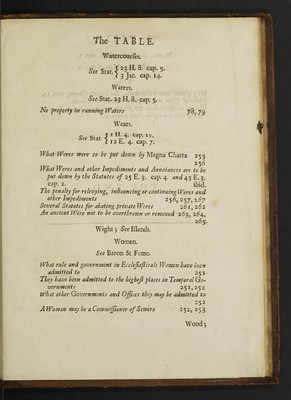 The TABLE.
Watercourses.
See Stat. { 23 H. 8. cap. 5.
3 Jac. cap. 14.
Waters.
See Stat. 23 H. 8. cap. 5.
No property in running Waters 78, 79
Wears.
See Stat. { 1 H. 4. cap. 12.
12 E. 4. cap. 7.
What Weres were to be put down by Magna Charta 255
256
What Weres and other Impediments and Annoiances are to be
put down by the Statutes of 25 E. 3. cap. 4. and 45 E. 3.
cap. 2. ibid.
The penalty for relevying, inhauncing or continuing Weres and
other Impediments 256, 257, 267
Several Statutes for abating private Weres 261, 262
An ancient Were not to be overthrown or removed 263, 264,
265.
Wight; See Islands.
Women.
See Baron & Feme.
What rule and government in Ecclesiasticals Women have been
admitted to 251
They have been admitted to the highest places in Temporal Go-
vernments 251, 252
What other Governments and Offices they may be admitted to
252
A Woman may be a Commissioner of Sewers 252, 253
Wood;